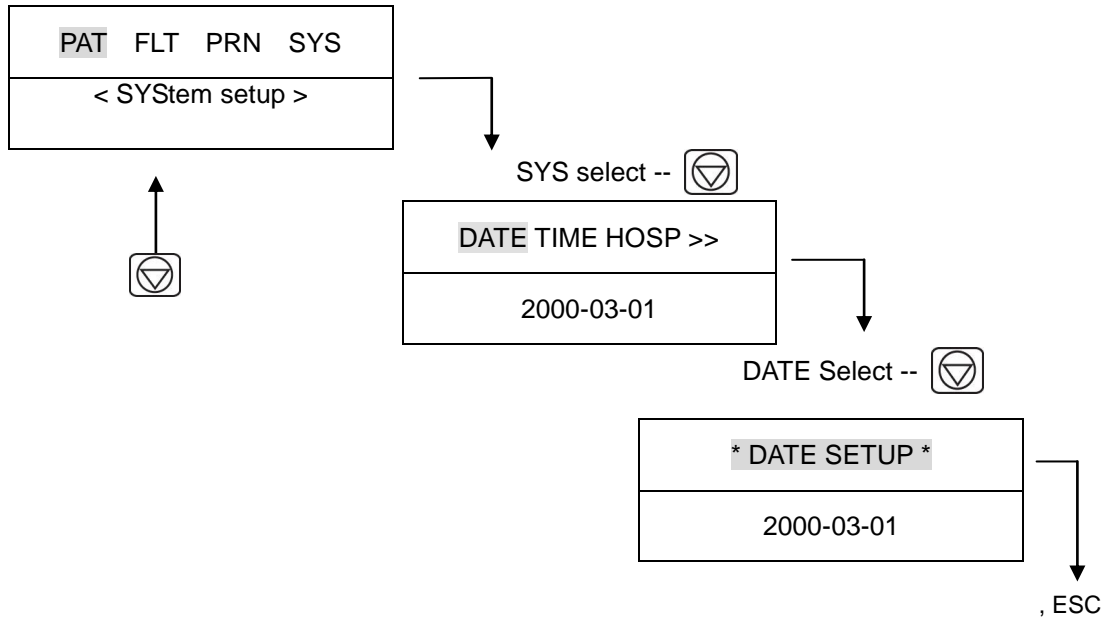 PAT FLT PRN SYS
< SYStem setup >
SYS select --
DATE TIME HOSP >>
2000-03-01
DATE Select --
* DATE SETUP *
2000-03-01
, ESC